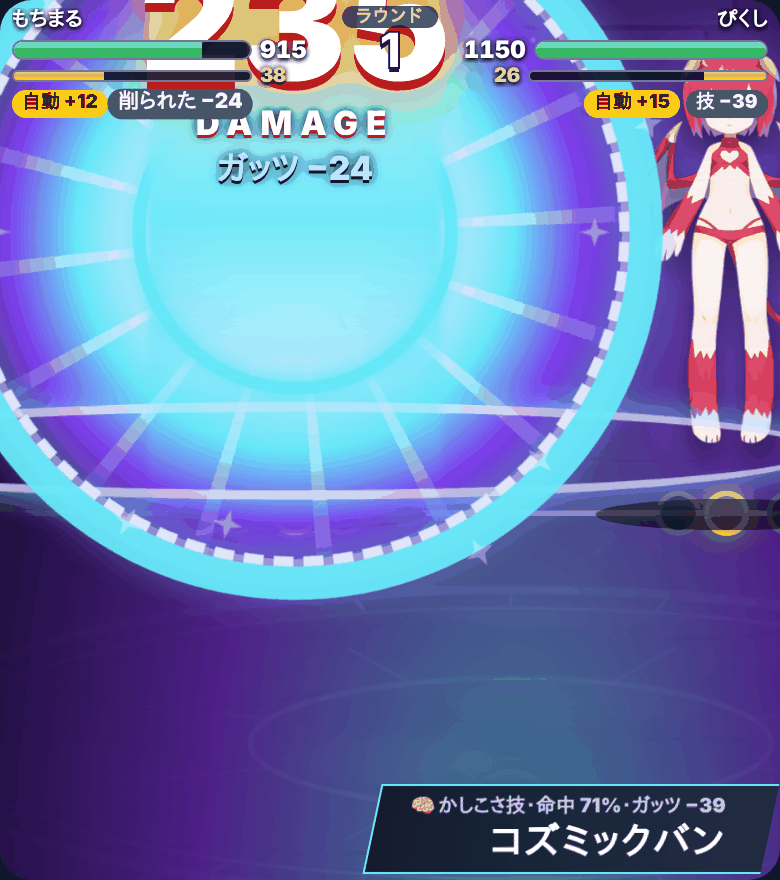 もちまる
ラウンド
ぴくし
235
915
1
1150
38
26
自動 +12
削られた −24
自動 +15
技 −39
DAMAGE
ガッツ −24
🧠 かしこさ技·命中 71%·ガッツ −39
コズミックバン